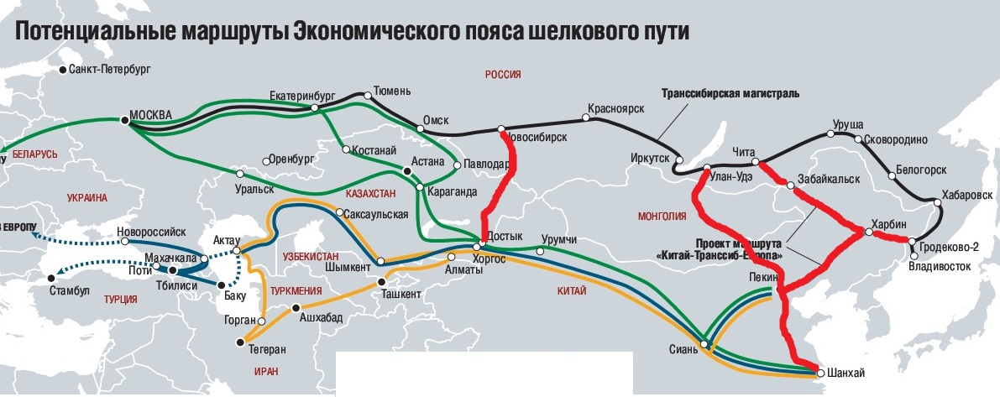 Потенциальные маршруты Экономического пояса шелкового пути
Санкт-Петербург
РОССИЯ
Тюмень
Транссибирская магистраль
Екатеринбург
МОСКВА
Красноярск
Омск
Уруша
Сковородино
БЕЛАРУСЬ
Новосибирск
Костанай
Оренбург
Астана
Павлодар
Иркутск
Чита
Улан-Удэ
Белогорск
Забайкальск
Уральск
КАЗАХСТАН
Караганда
УКРАИНА
Хабаровск
Саксаульская
МОНГОЛИЯ
В ЕВРОПУ
Новороссийск
Актау
Достык
Урумчи
Харбин
Проект маршрута
«Китай-Транссиб-Европа»
Гродеково-2
Владивосток
Махачкала
УЗБЕКИСТАН
Хоргос
Поти
Шымкент
Алматы
Тбилиси
Пекин
Стамбул
ТУРЦИЯ
Баку
ТУРКМЕНИЯ
Ташкент
КИТАЙ
Горган
Ашхабад
Тегеран
Сиань
ИРАН
Шанхай